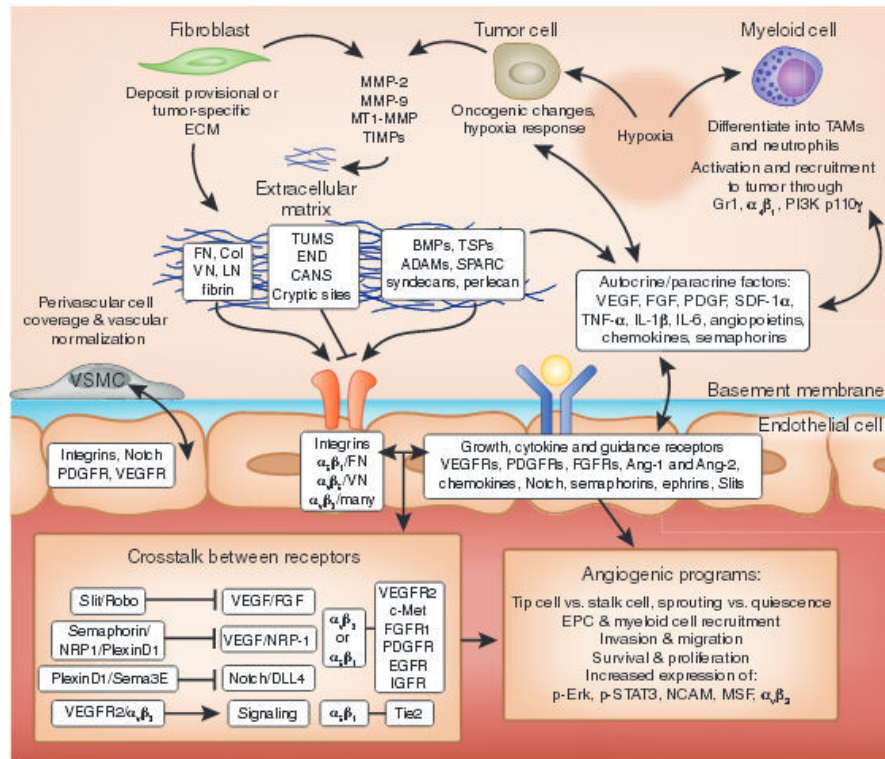 Fibroblast
Tumor cell
Myeloid cell
Deposit provisional or
tumor-specific
ECM
MMP-2
MMP-9
MT1-MMP
TIMPs
Oncogenic changes,
hypoxia response
Hypoxia
Differentiate into TAMs
and neutrophils
Activation and recruitment
to tumor through
Gr1, α₄β₁, PI3K p110γ
Extracellular
matrix
FN, Col
VN, LN
fibrin
TUMS
END
CANS
Cryptic sites
BMPs, TSPs
ADAMs, SPARC
syndecans, perlecan
Autocrine/paracrine factors:
VEGF, FGF, PDGF, SDF-1α,
TNF-α, IL-1β, IL-6, angiopoietins,
chemokines, semaphorins
Perivascular cell
coverage & vascular
normalization
VSMC
Basement membrane
Endothelial cell
Integrins, Notch
PDGFR, VEGFR
Integrins
α₅β₁/FN
αᵥβ₅/VN
αᵥβ₃/many
Growth, cytokine and guidance receptors
VEGFRs, PDGFRs, FGFRs, Ang-1 and Ang-2,
chemokines, Notch, semaphorins, ephrins, Slits
Crosstalk between receptors
Slit/Robo
VEGF/FGF
Semaphorin/
NRP1/PlexinD1
VEGF/NRP-1
PlexinD1/Sema3E
Notch/DLL4
VEGFR2/α᷂ᵥβ₃
Signaling
α᷂ᵥβ₃
or
α₅β₁
VEGFR2
c-Met
FGFR1
PDGFR
EGFR
IGFR
α₅β₁
Tie2
Angiogenic programs:
Tip cell vs. stalk cell, sprouting vs. quiescence
EPC & myeloid cell recruitment
Invasion & migration
Survival & proliferation
Increased expression of:
p-Erk, p-STAT3, NCAM, MSF, αᵥβ₃